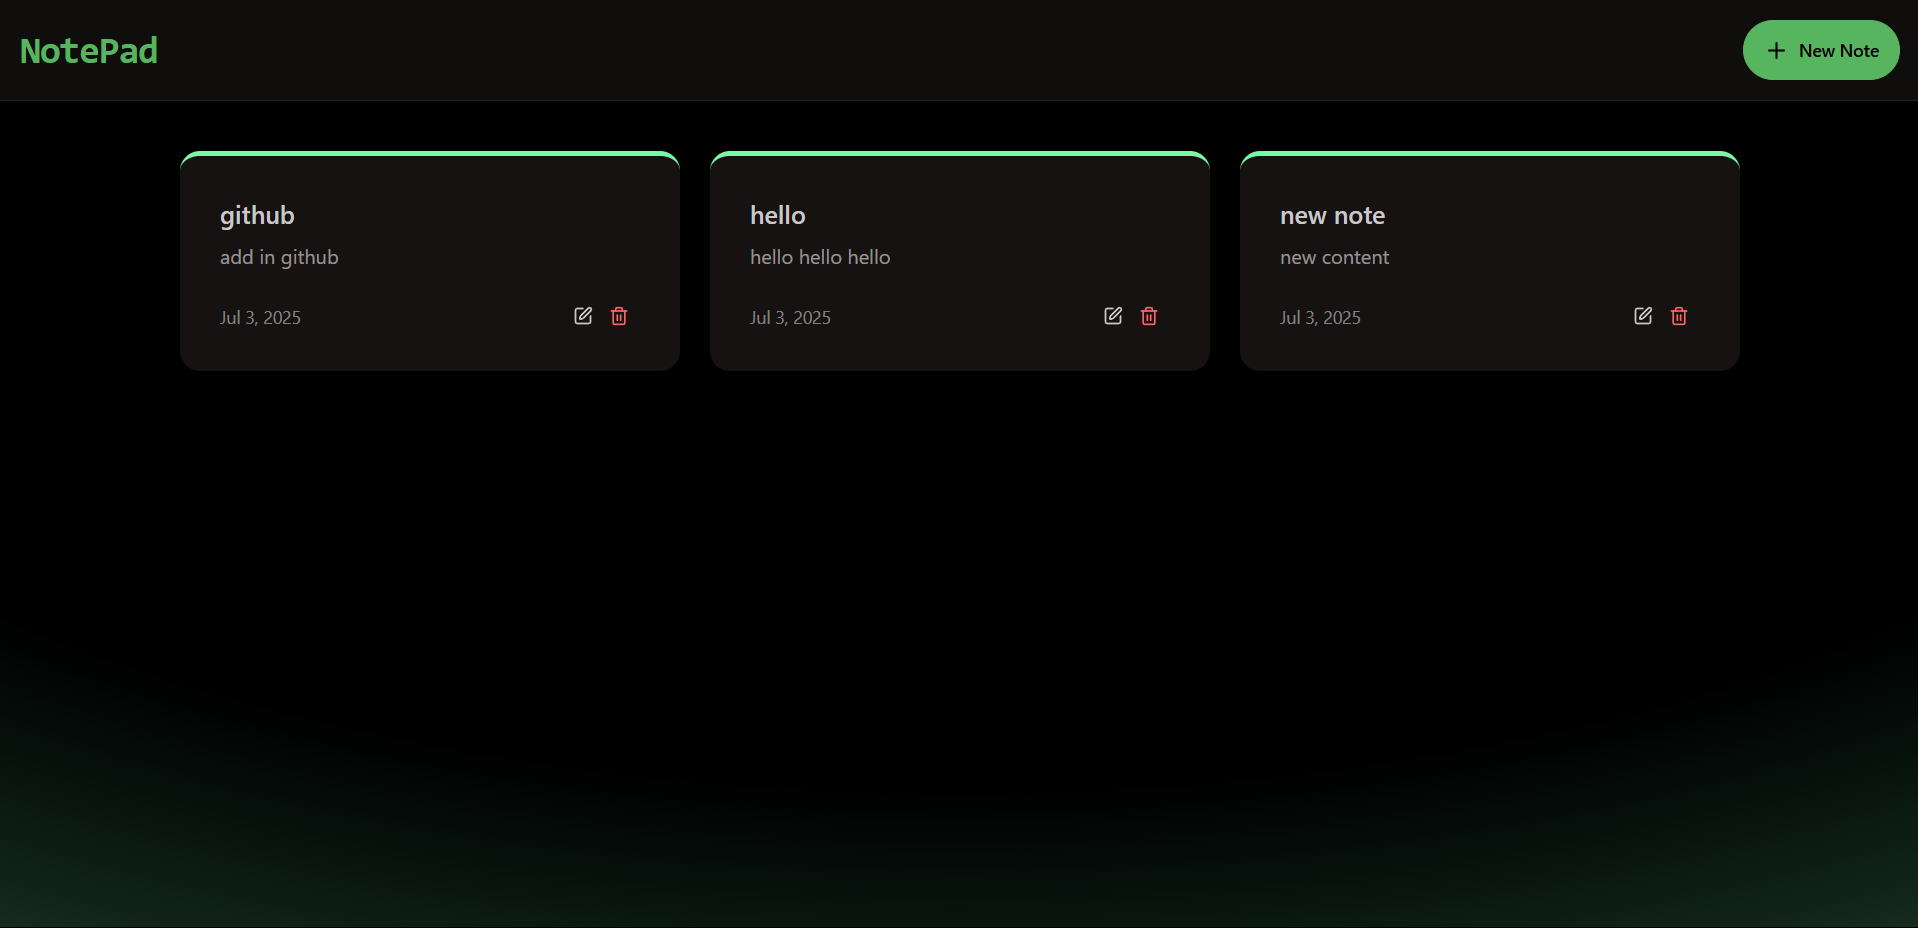 NotePad
New Note
github
add in github
Jul 3, 2025
hello
hello hello hello
Jul 3, 2025
new note
new content
Jul 3, 2025